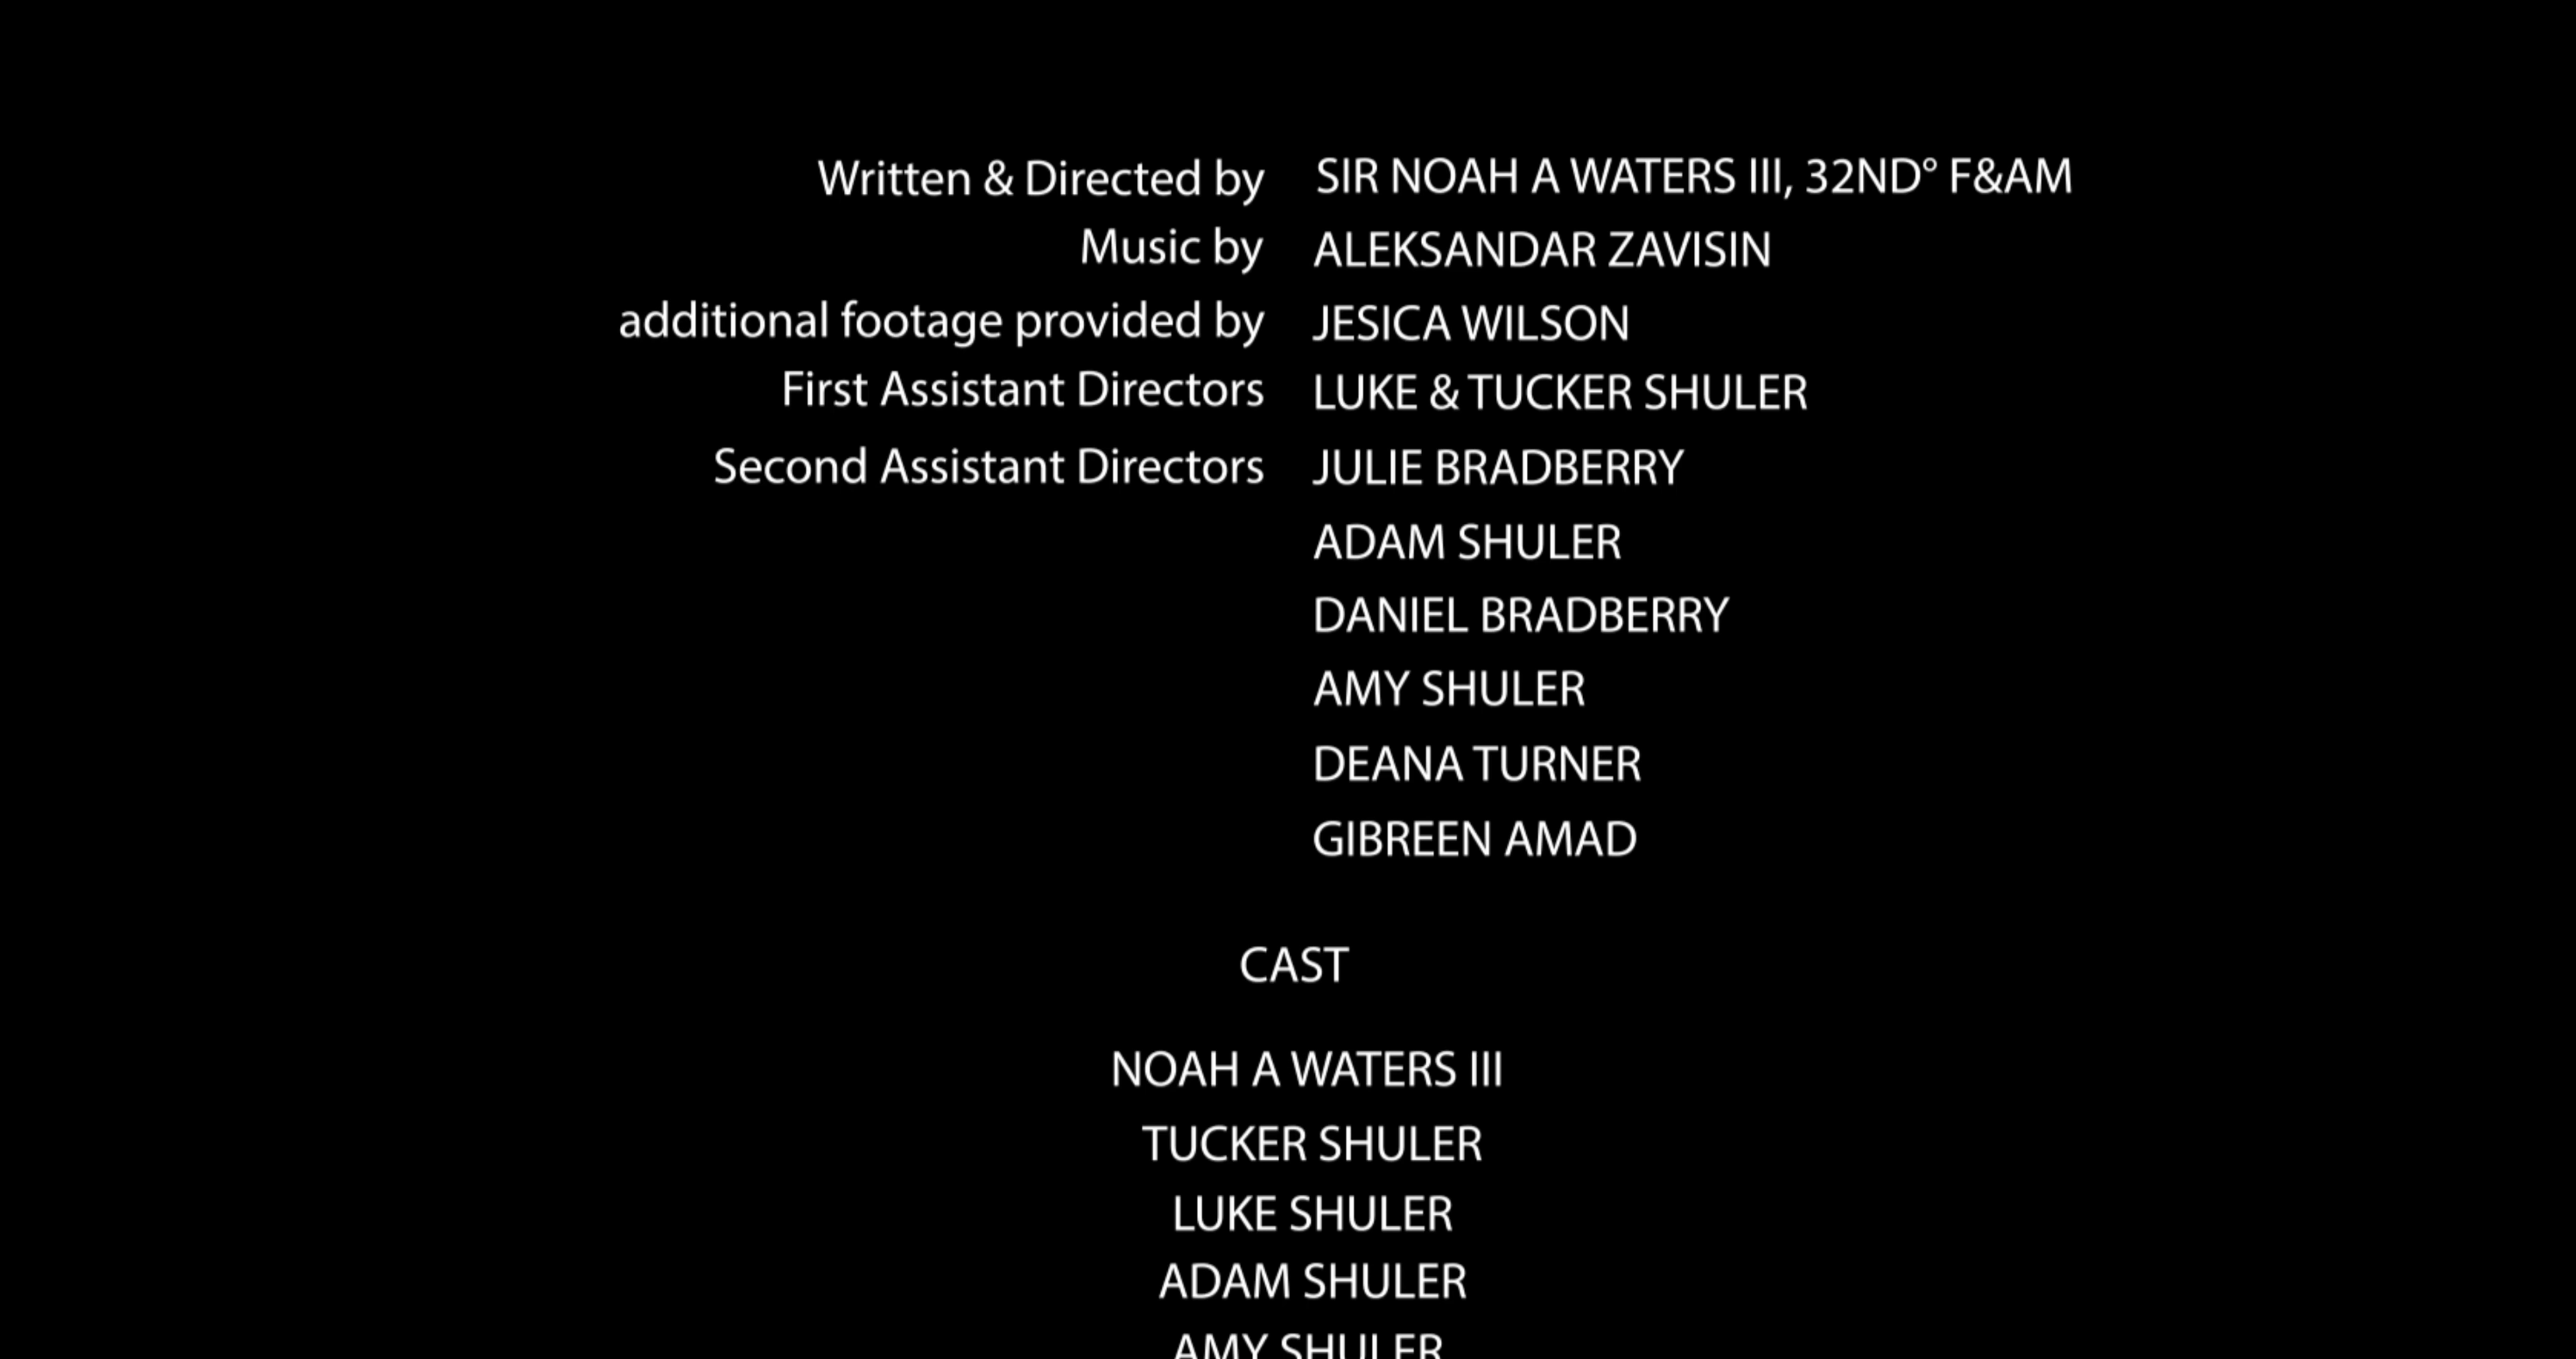 Written & Directed by SIR NOAH A WATERS III, 32ND° F&AM
Music by ALEKSANDAR ZAVISIN
additional footage provided by JESICA WILSON
First Assistant Directors LUKE & TUCKER SHULER
Second Assistant Directors JULIE BRADBERRY
ADAM SHULER
DANIEL BRADBERRY
AMY SHULER
DEANA TURNER
GIBREEN AMAD
CAST
NOAH A WATERS III
TUCKER SHULER
LUKE SHULER
ADAM SHULER
AMY SHULER